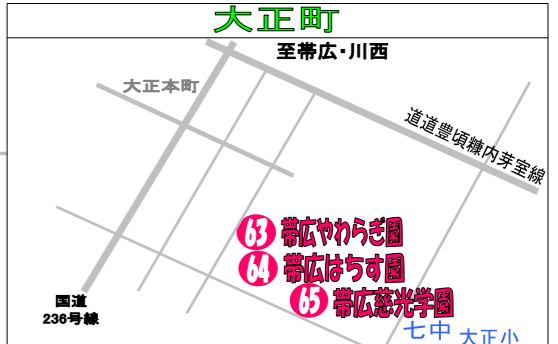 大正町
至帯広・川西
大正本町
道道豊頃糠内芽室線
63 帯広やわらぎ園
64 帯広はちす園
65 帯広慈光学園
国道
236号線
七中 大正小